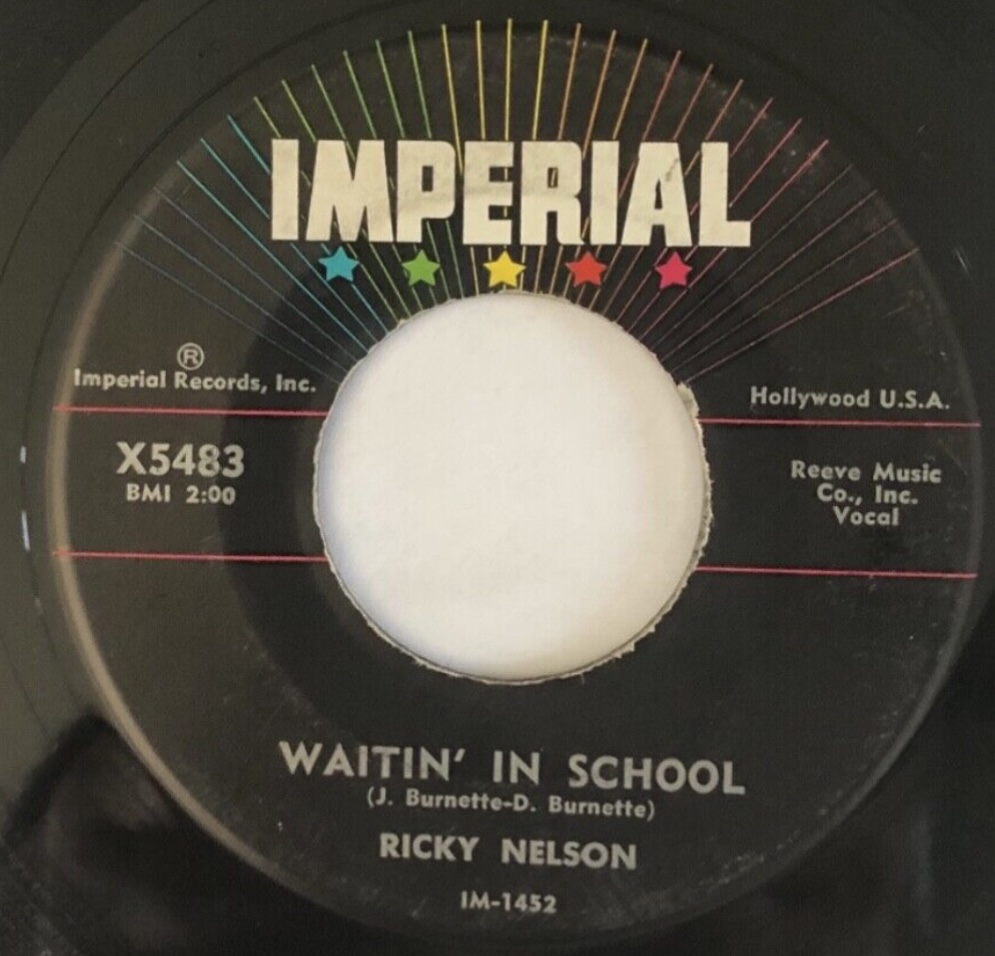 IMPERIAL
®
Imperial Records, Inc.
Hollywood U.S.A.
X5483
BMI 2:00
Reeve Music
Co., Inc.
Vocal
WAITIN' IN SCHOOL
(J. Burnette-D. Burnette)
RICKY NELSON
IM-1452